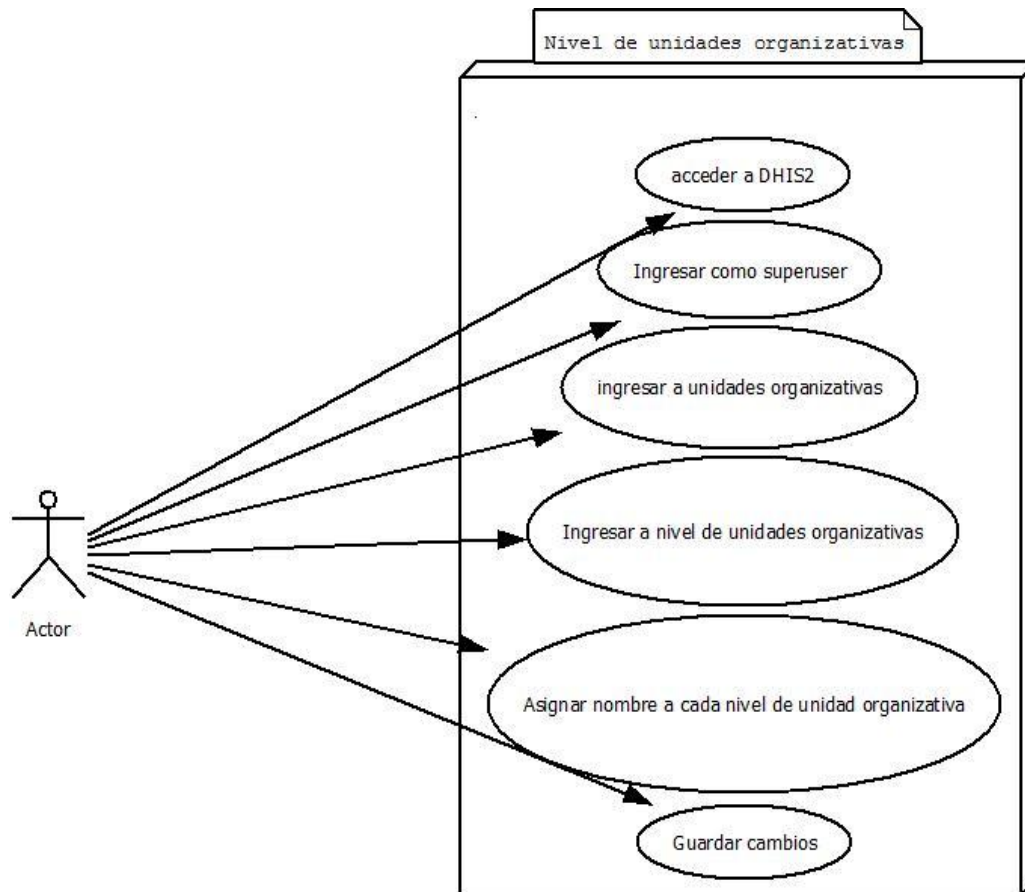 Nivel de unidades organizativas
acceder a DHIS2
Ingresar como superuser
ingresar a unidades organizativas
Ingresar a nivel de unidades organizativas
Actor
Asignar nombre a cada nivel de unidad organizativa
Guardar cambios